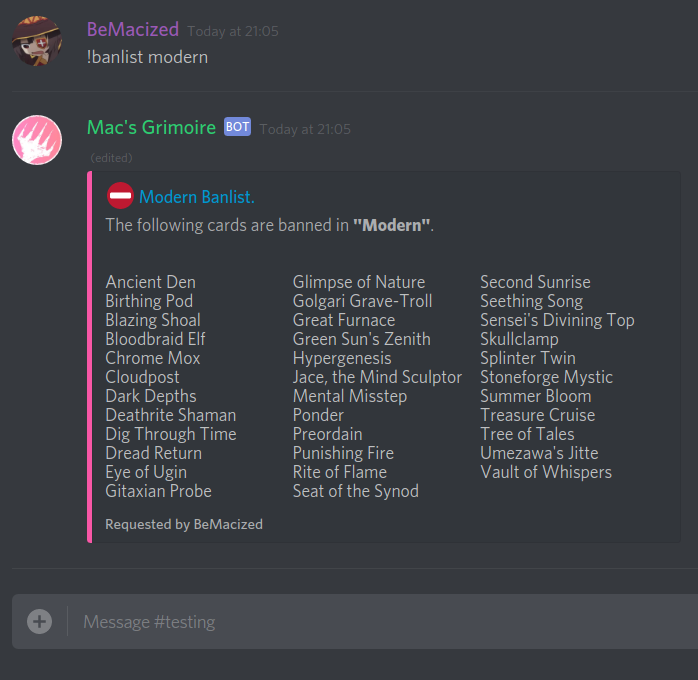 BeMacized Today at 21:05
!banlist modern
Mac's Grimoire BOT Today at 21:05
(edited)
Modern Banlist.
The following cards are banned in "Modern".
Ancient Den
Birthing Pod
Blazing Shoal
Bloodbraid Elf
Chrome Mox
Cloudpost
Dark Depths
Deathrite Shaman
Dig Through Time
Dread Return
Eye of Ugin
Gitaxian Probe
Glimpse of Nature
Golgari Grave-Troll
Great Furnace
Green Sun's Zenith
Hypergenesis
Jace, the Mind Sculptor
Mental Misstep
Ponder
Preordain
Punishing Fire
Rite of Flame
Seat of the Synod
Second Sunrise
Seething Song
Sensei's Divining Top
Skullclamp
Splinter Twin
Stoneforge Mystic
Summer Bloom
Treasure Cruise
Tree of Tales
Umezawa's Jitte
Vault of Whispers
Requested by BeMacized
Message #testing